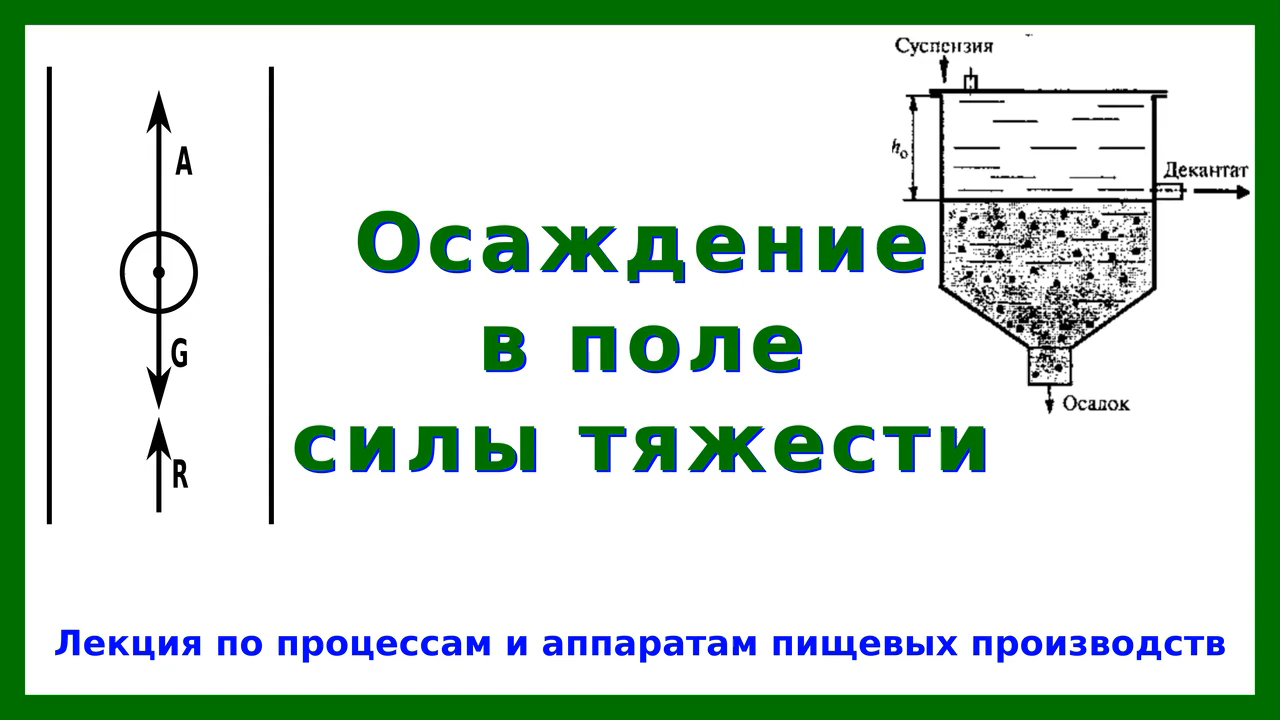 Суспензия
A
h₀
Декантат
Осаждение
в поле
G
силы тяжести
Осадок
R
Лекция по процессам и аппаратам пищевых производств